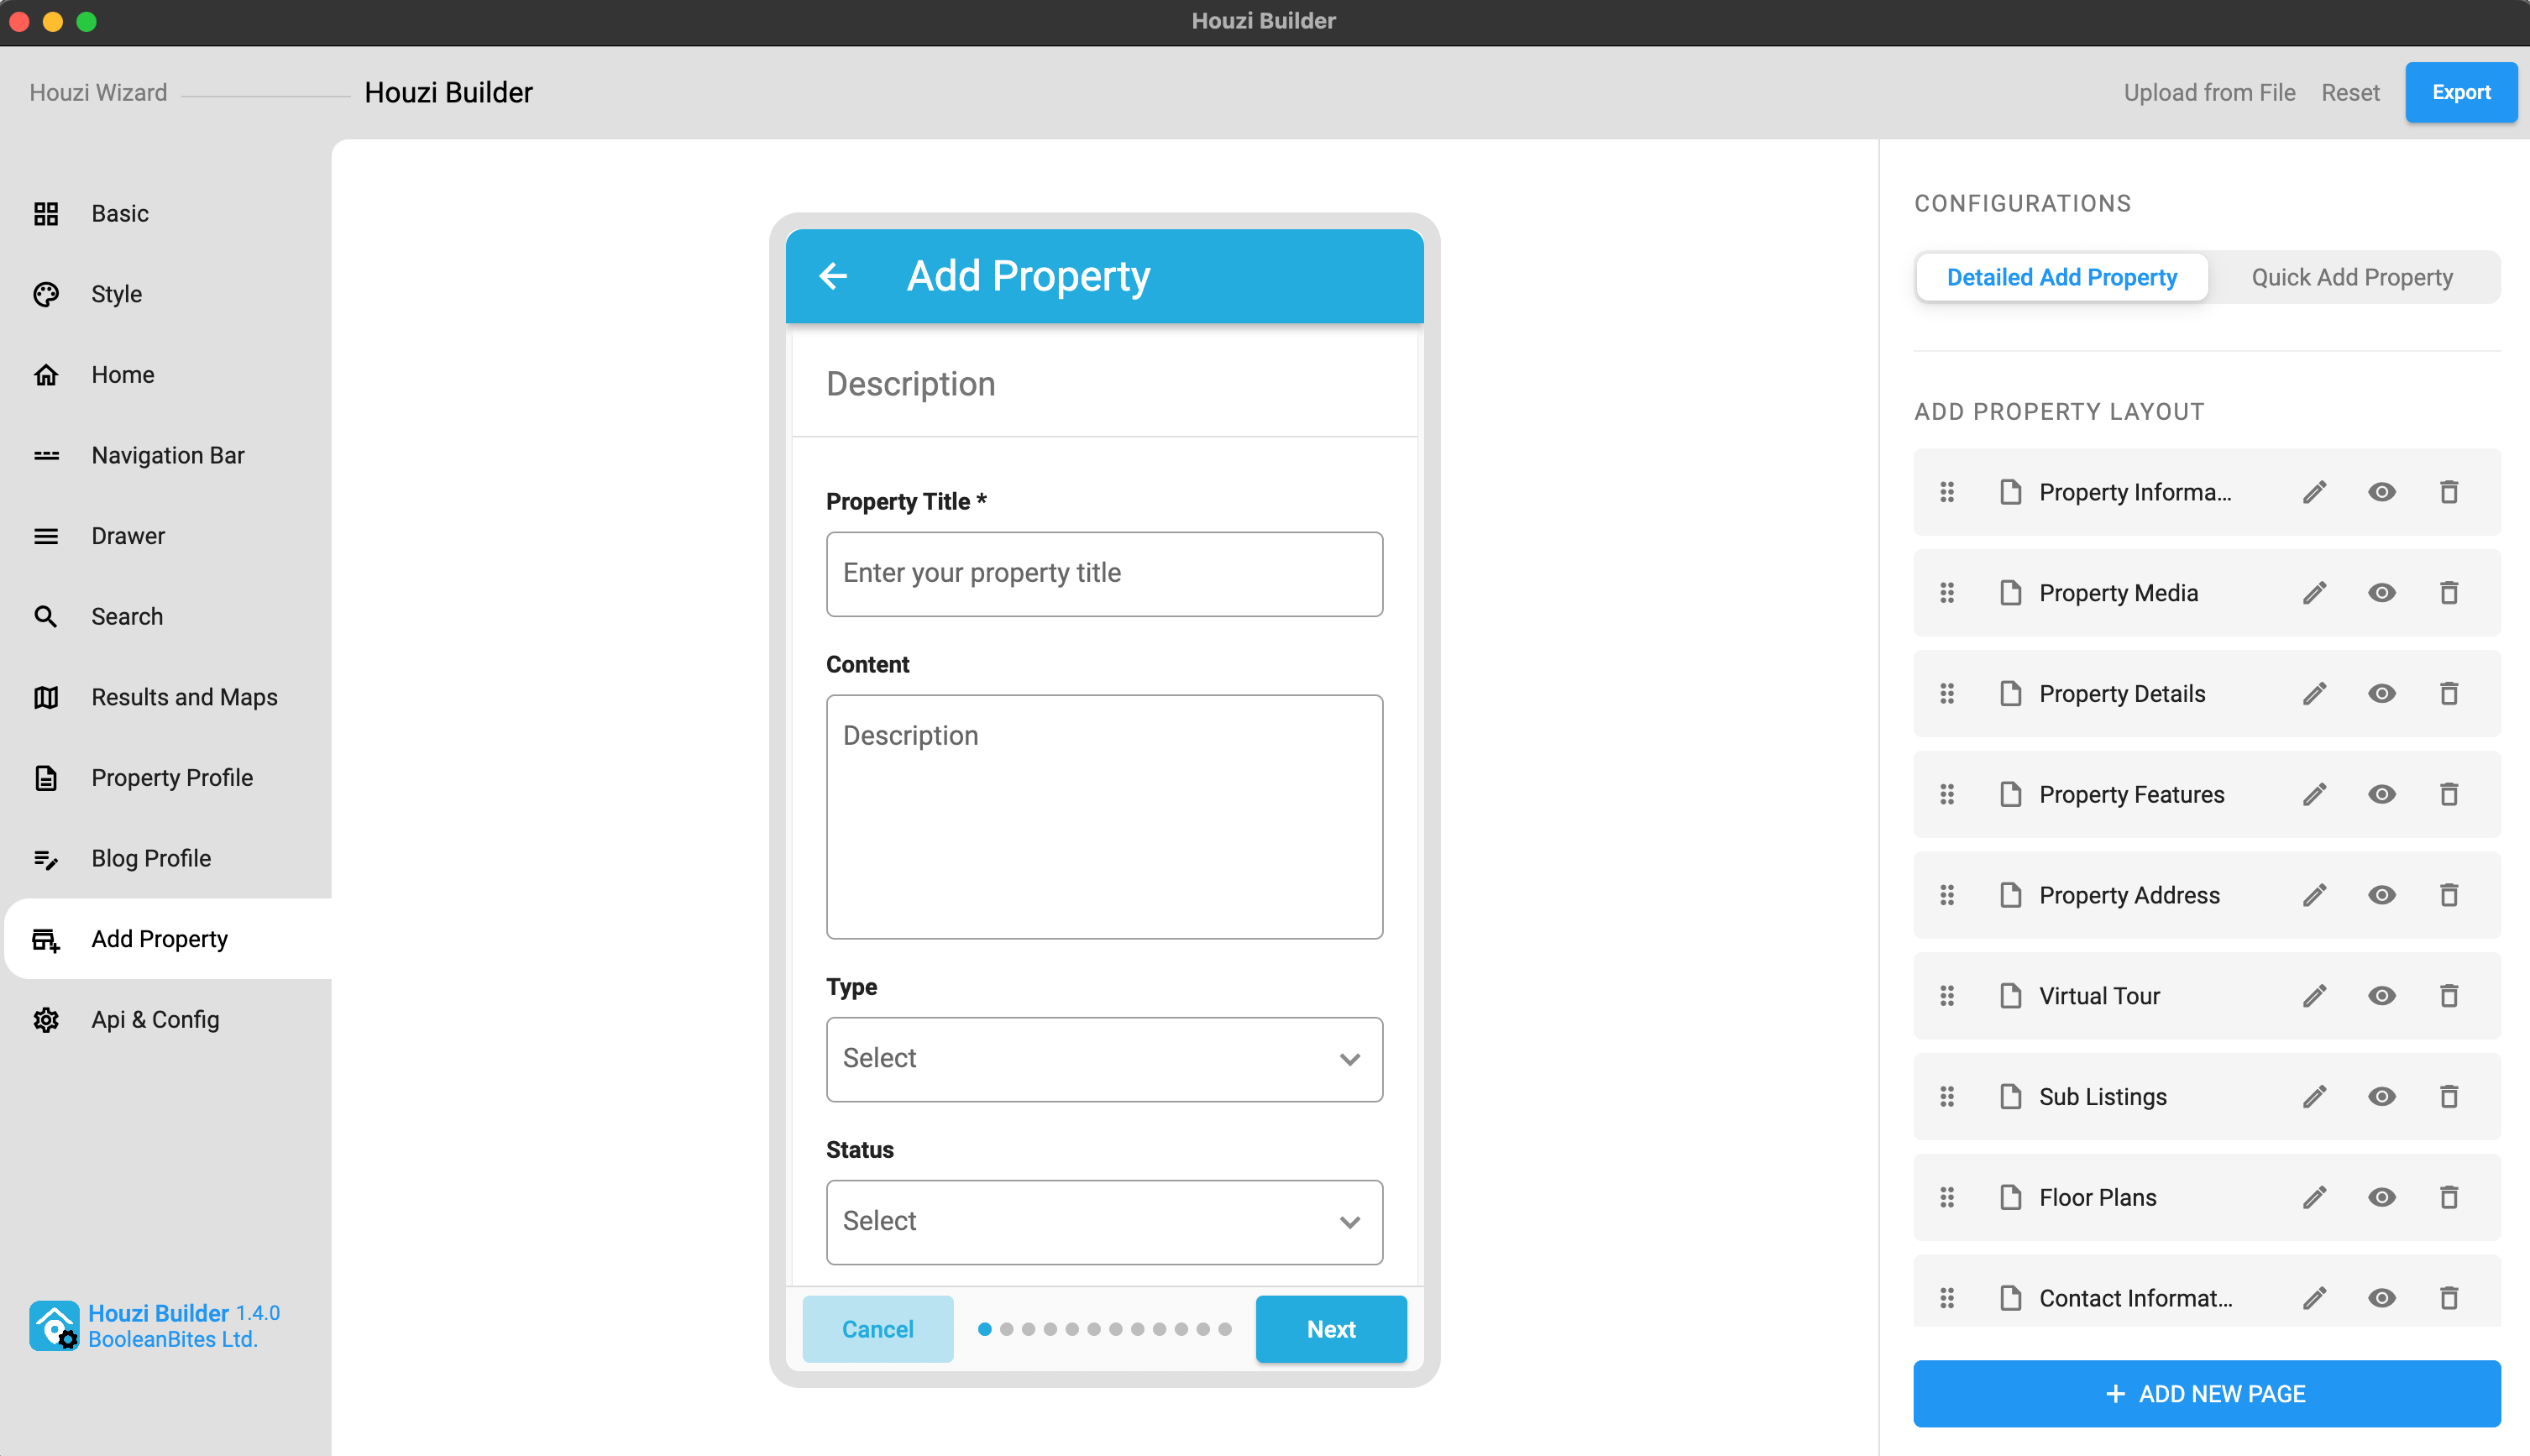 Houzi Builder
Houzi Wizard
Houzi Builder
Upload from File
Reset
Export
Basic
Style
Home
Navigation Bar
Drawer
Search
Results and Maps
Property Profile
Blog Profile
Add Property
Api & Config
Houzi Builder 1.4.0
BooleanBites Ltd.
Add Property
Description
Property Title *
Enter your property title
Content
Description
Type
Select
Status
Select
Cancel
Next
CONFIGURATIONS
Detailed Add Property
Quick Add Property
ADD PROPERTY LAYOUT
Property Informa...
Property Media
Property Details
Property Features
Property Address
Virtual Tour
Sub Listings
Floor Plans
Contact Informat...
+ ADD NEW PAGE